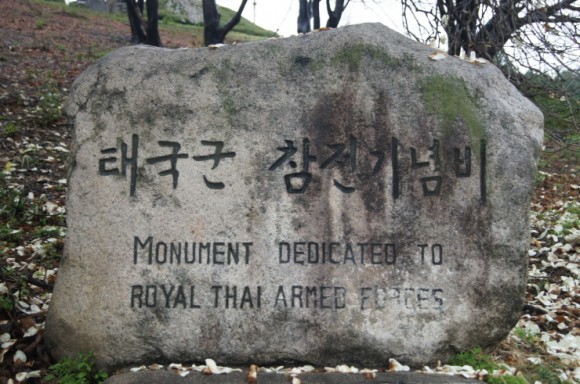 태국군 참전기념비
MONUMENT DEDICATED TO
ROYAL THAI ARMED FORCES